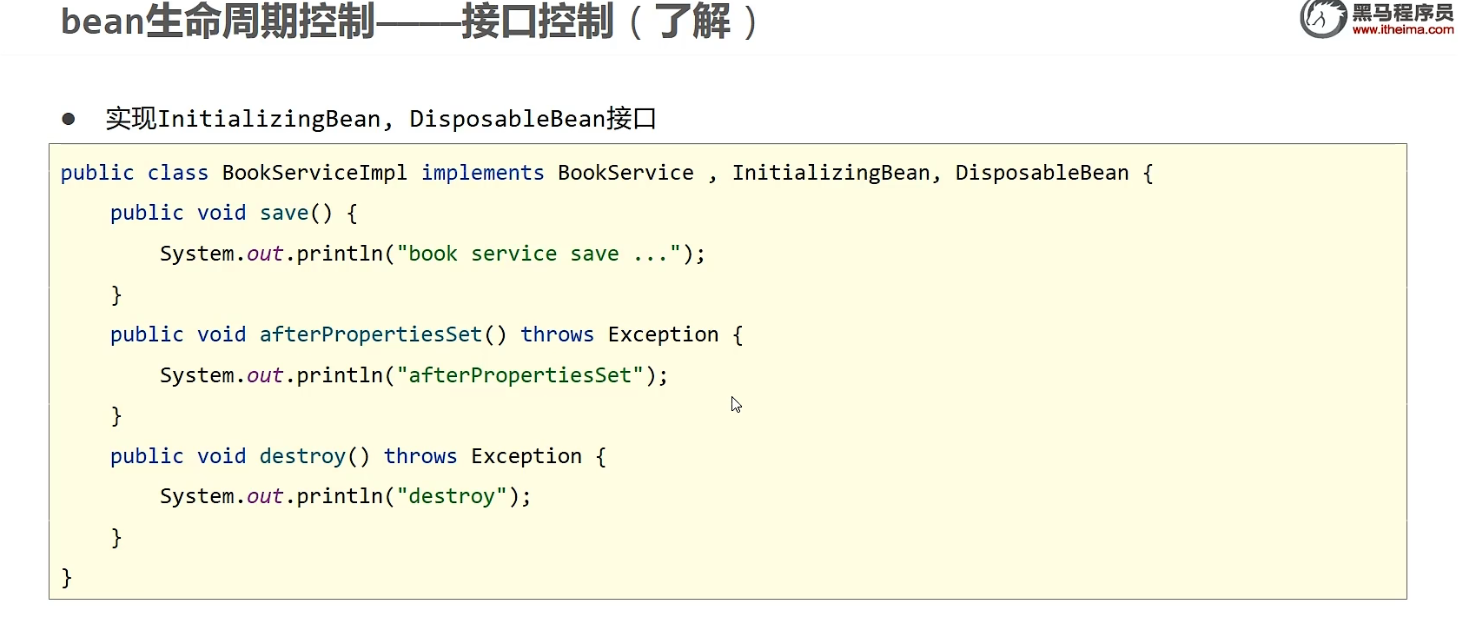 bean生命周期控制——接口控制（了解）
黑马程序员
www.itheima.com
● 实现InitializingBean, DisposableBean接口
public class BookServiceImpl implements BookService , InitializingBean, DisposableBean {
    public void save() {
        System.out.println("book service save ...");
    }
    public void afterPropertiesSet() throws Exception {
        System.out.println("afterPropertiesSet");
    }
    public void destroy() throws Exception {
        System.out.println("destroy");
    }
}